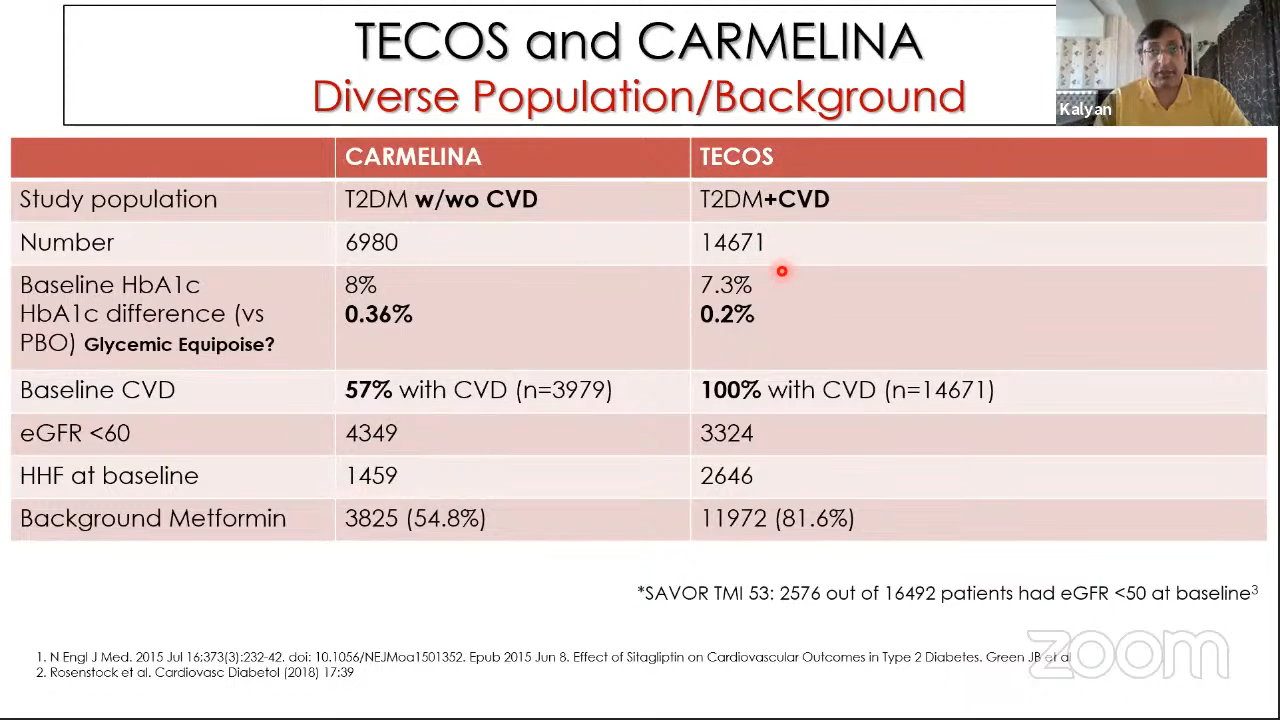 TECOS and CARMELINA
Diverse Population/Background
Kalyan
CARMELINA TECOS
Study population T2DM w/wo CVD T2DM+CVD
Number 6980 14671
Baseline HbA1c 8% 7.3%
HbA1c difference (vs 0.36% 0.2%
PBO) Glycemic Equipoise?
Baseline CVD 57% with CVD (n=3979) 100% with CVD (n=14671)
eGFR <60 4349 3324
HHF at baseline 1459 2646
Background Metformin 3825 (54.8%) 11972 (81.6%)
*SAVOR TMI 53: 2576 out of 16492 patients had eGFR <50 at baseline3
1. N Engl J Med. 2015 Jul 16;373(3):232-42. doi: 10.1056/NEJMoa1501352. Epub 2015 Jun 8. Effect of Sitagliptin on Cardiovascular Outcomes in Type 2 Diabetes. Green JB et al
2. Rosenstock et al. Cardiovasc Diabetol (2018) 17:39
zoom